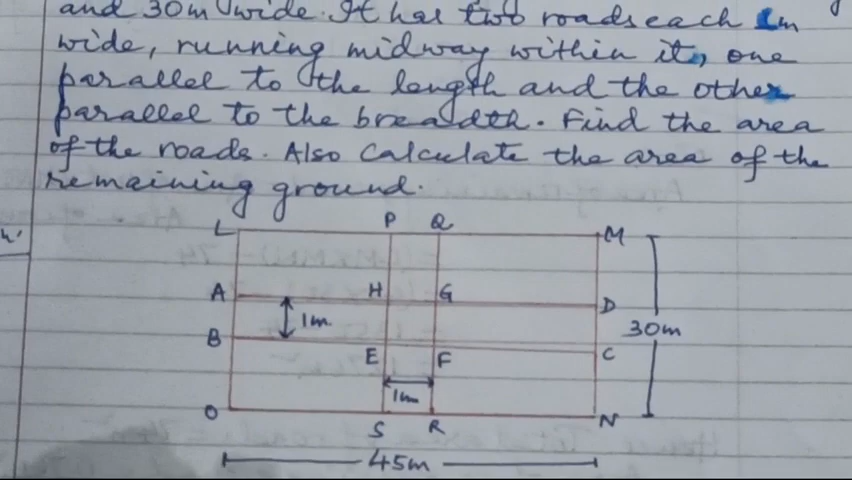 and 30m wide. It has two roads each 1m
wide, running midway within it, one
parallel to the length and the other
parallel to the breadth. Find the area
of the roads. Also Calculate the area of the
remaining ground.
L P Q M
A H G D
1m
30m
B E F C
1m
O S R N
45m